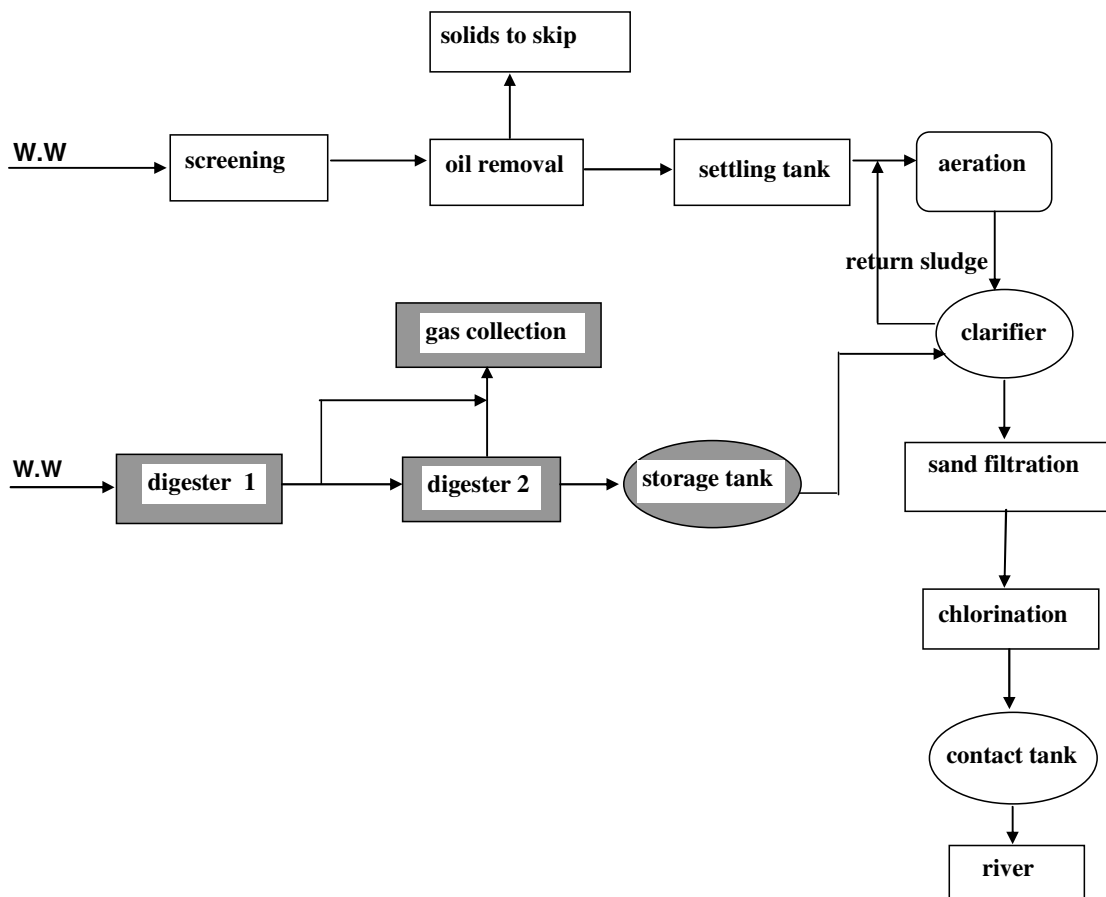 solids to skip
W.W
screening
oil removal
settling tank
aeration
return sludge
gas collection
clarifier
W.W
digester 1
digester 2
storage tank
sand filtration
chlorination
contact tank
river